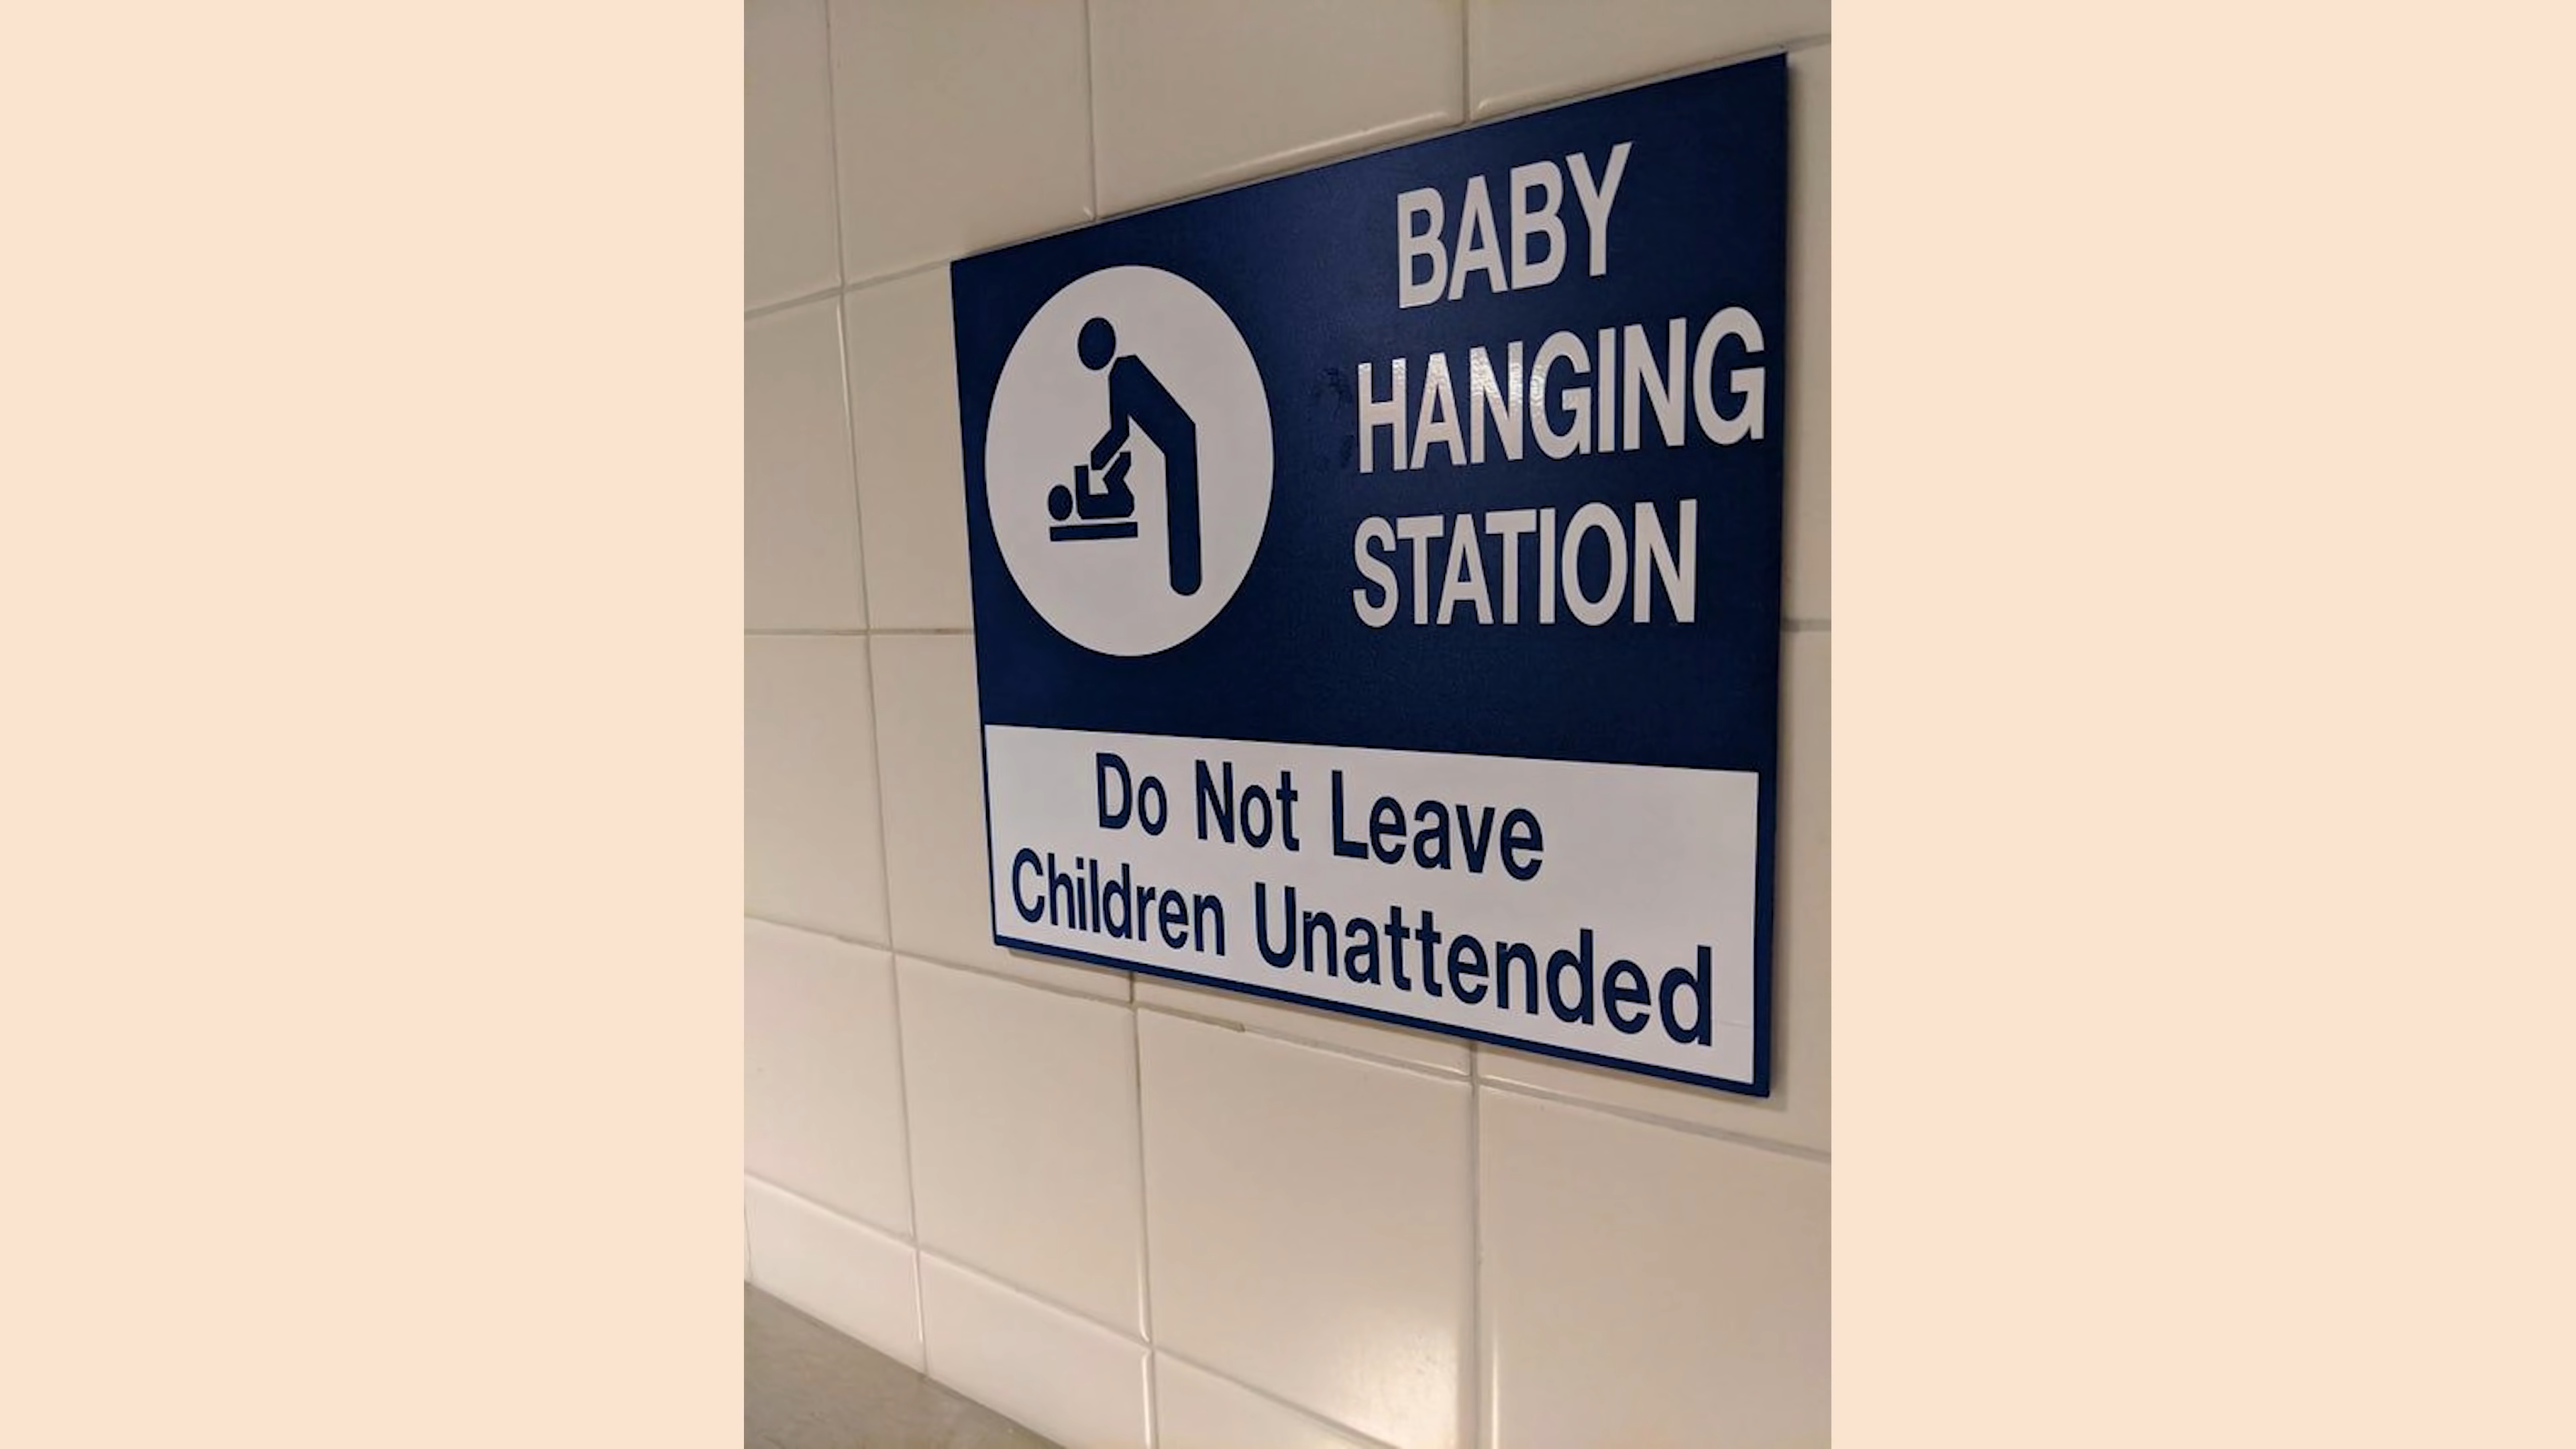 BABY
HANGING
STATION
Do Not Leave
Children Unattended